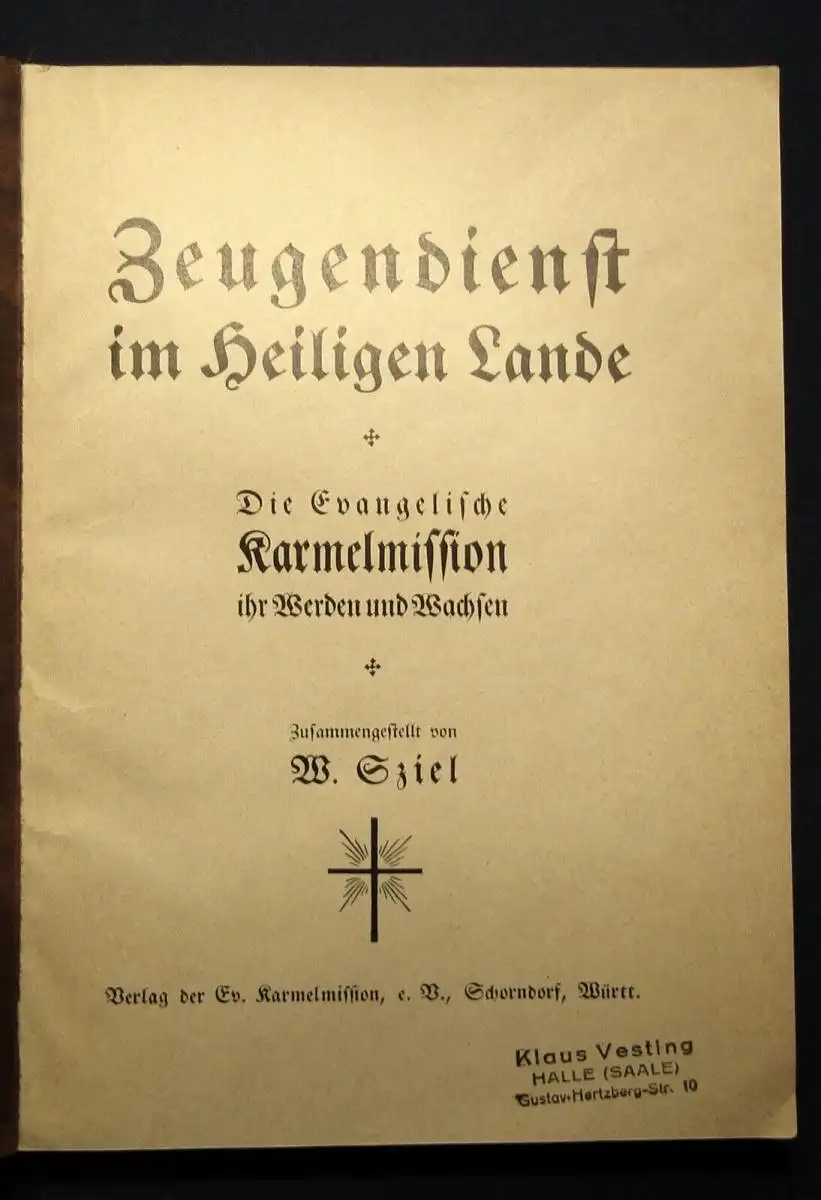 Zeugendienſt
im Heiligen Lande
Die Evangeliſche
Karmelmiſſion
ihr Werden und Wachſen
Zuſammengeſtellt von
W. Sziel
Verlag der Ev. Karmelmiſſion, e. V., Schorndorf, Württ.
Klaus Vesting
HALLE (SAALE)
Gustav-Hertzberg-Str. 10